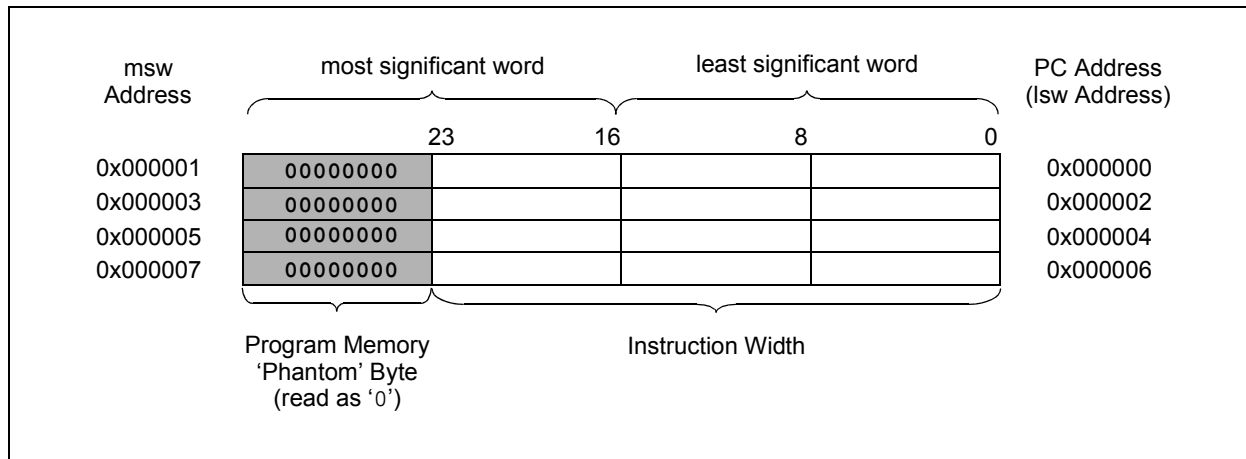 msw Address
most significant word
least significant word
PC Address
(lsw Address)
23 16 8 0
0x000001 00000000 0x000000
0x000003 00000000 0x000002
0x000005 00000000 0x000004
0x000007 00000000 0x000006
Program Memory
‘Phantom’ Byte
(read as ‘0’)
Instruction Width